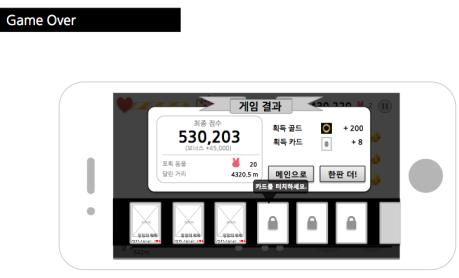 Game Over
게임 결과
최종 점수
530,203
(보너스 +45,000)
포획 동물 20
달린 거리 4320.5 m
획득 골드 + 200
획득 카드 + 8
메인으로 한판 더!
카드를 터치하세요.